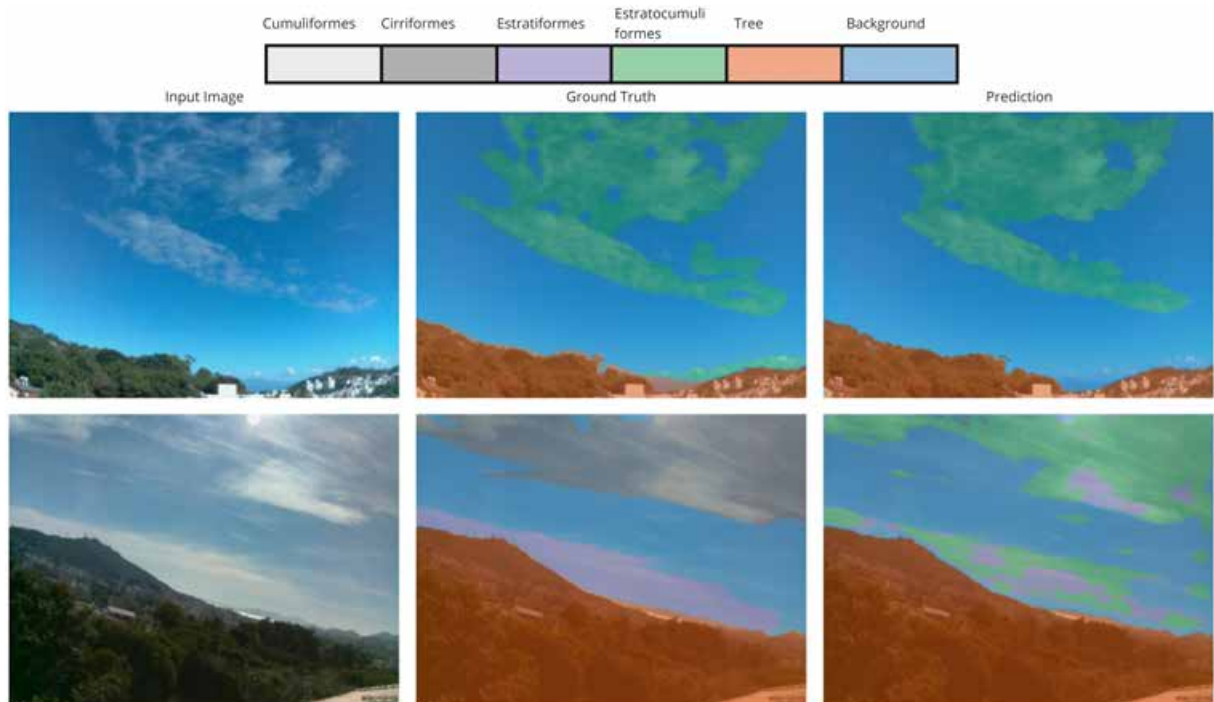 Cumuliformes
Cirriformes
Estratiformes
Estratocumuli
formes
Tree
Background
Input Image
Ground Truth
Prediction